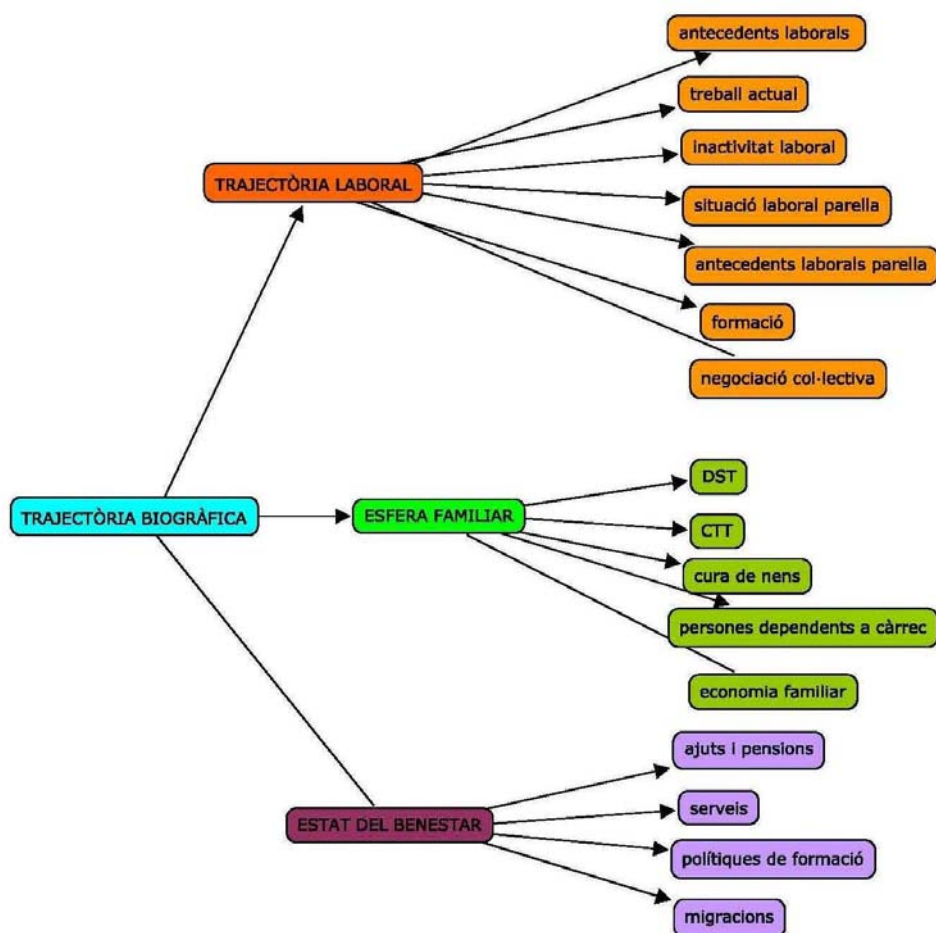 antecedents laborals
treball actual
inactivitat laboral
TRAJECTÒRIA LABORAL
situació laboral parella
antecedents laborals parella
formació
negociació col·lectiva
DST
TRAJECTÒRIA BIOGRÀFICA
ESFERA FAMILIAR
CTT
cura de nens
persones dependents a càrrec
economia familiar
ajuts i pensions
serveis
ESTAT DEL BENESTAR
polítiques de formació
migracions